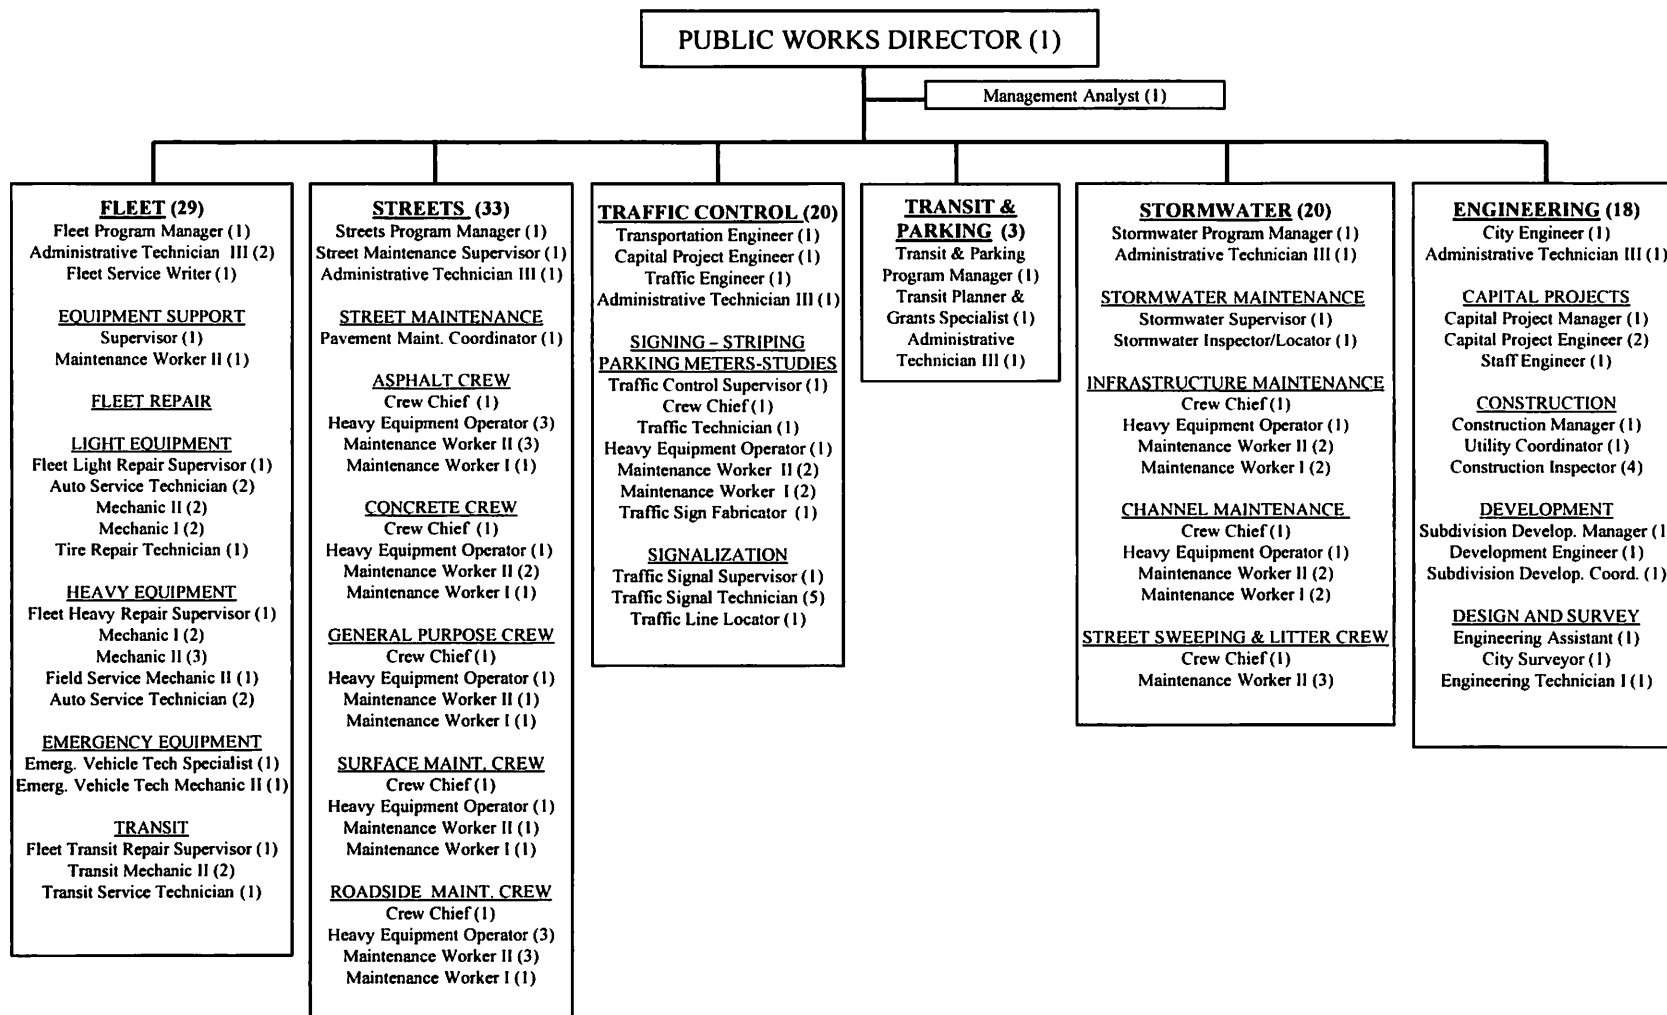 PUBLIC WORKS DIRECTOR (1)
Management Analyst (1)
FLEET (29)
Fleet Program Manager (1)
Administrative Technician III (2)
Fleet Service Writer (1)
EQUIPMENT SUPPORT
Supervisor (1)
Maintenance Worker II (1)
FLEET REPAIR
LIGHT EQUIPMENT
Fleet Light Repair Supervisor (1)
Auto Service Technician (2)
Mechanic II (2)
Mechanic I (2)
Tire Repair Technician (1)
HEAVY EQUIPMENT
Fleet Heavy Repair Supervisor (1)
Mechanic I (2)
Mechanic II (3)
Field Service Mechanic II (1)
Auto Service Technician (2)
EMERGENCY EQUIPMENT
Emerg. Vehicle Tech Specialist (1)
Emerg. Vehicle Tech Mechanic II (1)
TRANSIT
Fleet Transit Repair Supervisor (1)
Transit Mechanic II (2)
Transit Service Technician (1)
STREETS (33)
Streets Program Manager (1)
Street Maintenance Supervisor (1)
Administrative Technician III (1)
STREET MAINTENANCE
Pavement Maint. Coordinator (1)
ASPHALT CREW
Crew Chief (1)
Heavy Equipment Operator (3)
Maintenance Worker II (3)
Maintenance Worker I (1)
CONCRETE CREW
Crew Chief (1)
Heavy Equipment Operator (1)
Maintenance Worker II (2)
Maintenance Worker I (1)
GENERAL PURPOSE CREW
Crew Chief (1)
Heavy Equipment Operator (1)
Maintenance Worker II (1)
Maintenance Worker I (1)
SURFACE MAINT. CREW
Crew Chief (1)
Heavy Equipment Operator (1)
Maintenance Worker II (1)
Maintenance Worker I (1)
ROADSIDE MAINT. CREW
Crew Chief (1)
Heavy Equipment Operator (3)
Maintenance Worker II (3)
Maintenance Worker I (1)
TRAFFIC CONTROL (20)
Transportation Engineer (1)
Capital Project Engineer (1)
Traffic Engineer (1)
Administrative Technician III (1)
SIGNING – STRIPING
PARKING METERS-STUDIES
Traffic Control Supervisor (1)
Crew Chief (1)
Traffic Technician (1)
Heavy Equipment Operator (1)
Maintenance Worker II (2)
Maintenance Worker I (2)
Traffic Sign Fabricator (1)
SIGNALIZATION
Traffic Signal Supervisor (1)
Traffic Signal Technician (5)
Traffic Line Locator (1)
TRANSIT &
PARKING (3)
Transit & Parking
Program Manager (1)
Transit Planner &
Grants Specialist (1)
Administrative
Technician III (1)
STORMWATER (20)
Stormwater Program Manager (1)
Administrative Technician III (1)
STORMWATER MAINTENANCE
Stormwater Supervisor (1)
Stormwater Inspector/Locator (1)
INFRASTRUCTURE MAINTENANCE
Crew Chief (1)
Heavy Equipment Operator (1)
Maintenance Worker II (2)
Maintenance Worker I (2)
CHANNEL MAINTENANCE
Crew Chief (1)
Heavy Equipment Operator (1)
Maintenance Worker II (2)
Maintenance Worker I (2)
STREET SWEEPING & LITTER CREW
Crew Chief (1)
Maintenance Worker II (3)
ENGINEERING (18)
City Engineer (1)
Administrative Technician III (1)
CAPITAL PROJECTS
Capital Project Manager (1)
Capital Project Engineer (2)
Staff Engineer (1)
CONSTRUCTION
Construction Manager (1)
Utility Coordinator (1)
Construction Inspector (4)
DEVELOPMENT
Subdivision Develop. Manager (1
Development Engineer (1)
Subdivision Develop. Coord. (1)
DESIGN AND SURVEY
Engineering Assistant (1)
City Surveyor (1)
Engineering Technician I (1)